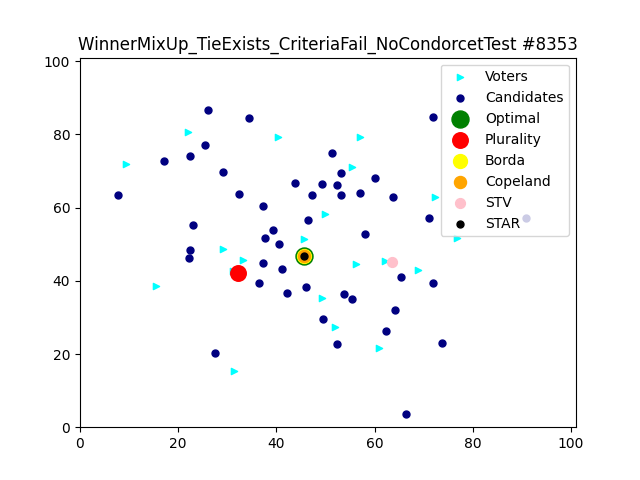 WinnerMixUp_TieExists_CriteriaFail_NoCondorcetTest #8353
100
80
60
40
20
0
0 20 40 60 80 100
Voters
Candidates
Optimal
Plurality
Borda
Copeland
STV
STAR